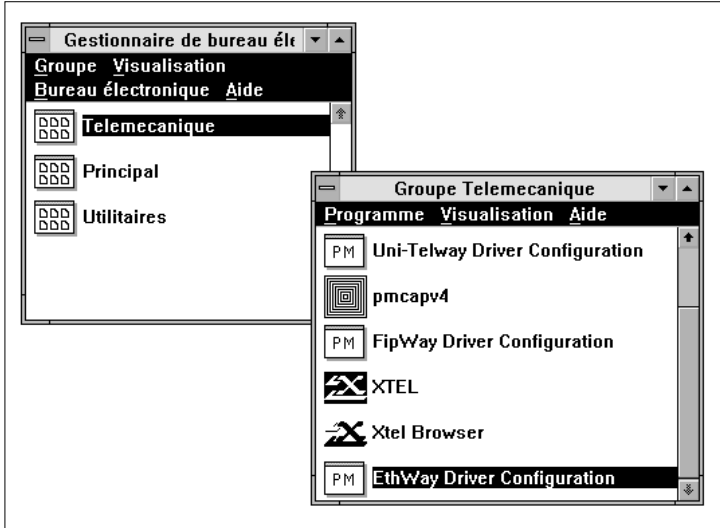 Gestionnaire de bureau éle
Groupe Visualisation
Bureau électronique Aide
Telemecanique
Principal
Utilitaires
Groupe Telemecanique
Programme Visualisation Aide
PM Uni-Telway Driver Configuration
pmcapv4
PM FipWay Driver Configuration
XTEL
Xtel Browser
PM EthWay Driver Configuration